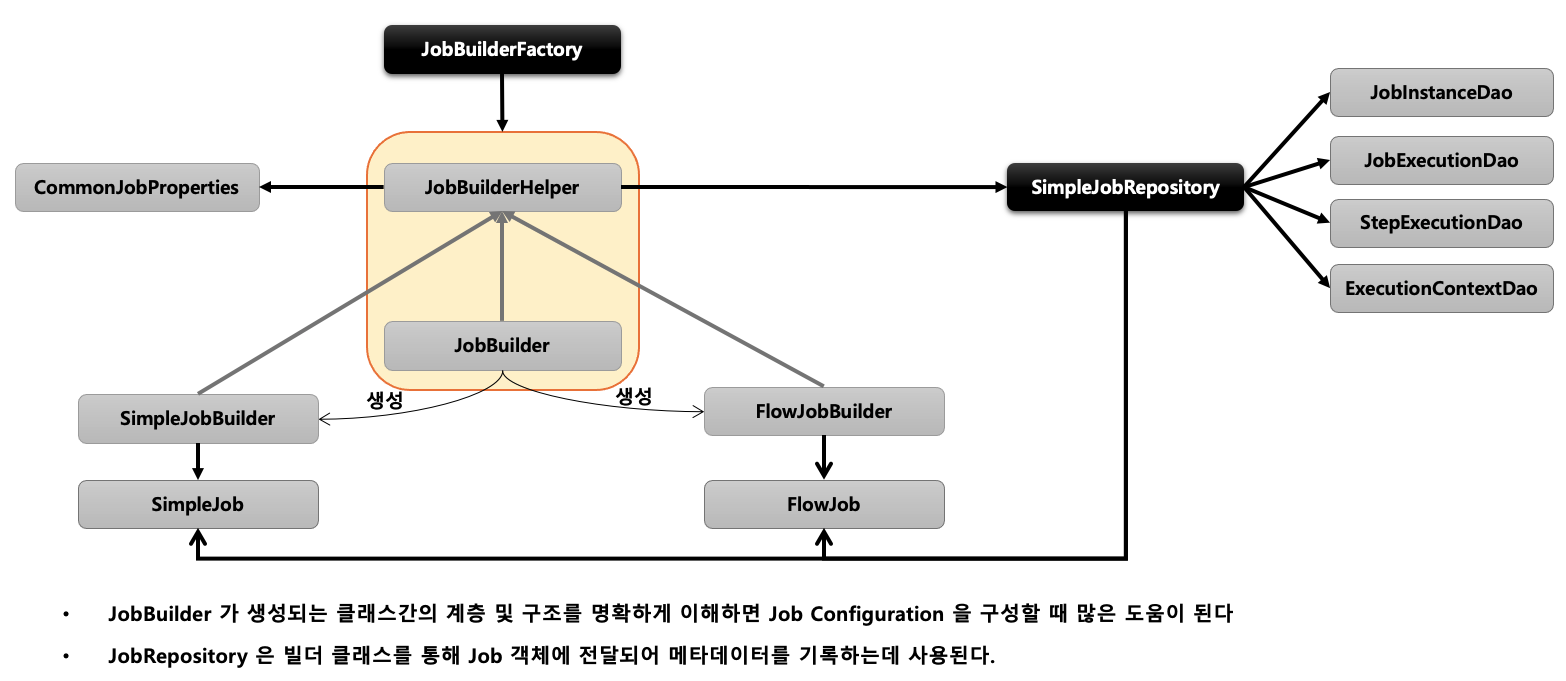 JobBuilderFactory
JobInstanceDao
JobExecutionDao
CommonJobProperties
JobBuilderHelper
SimpleJobRepository
StepExecutionDao
ExecutionContextDao
JobBuilder
생성
생성
SimpleJobBuilder
FlowJobBuilder
SimpleJob
FlowJob
• JobBuilder 가 생성되는 클래스간의 계층 및 구조를 명확하게 이해하면 Job Configuration 을 구성할 때 많은 도움이 된다
• JobRepository 은 빌더 클래스를 통해 Job 객체에 전달되어 메타데이터를 기록하는데 사용된다.